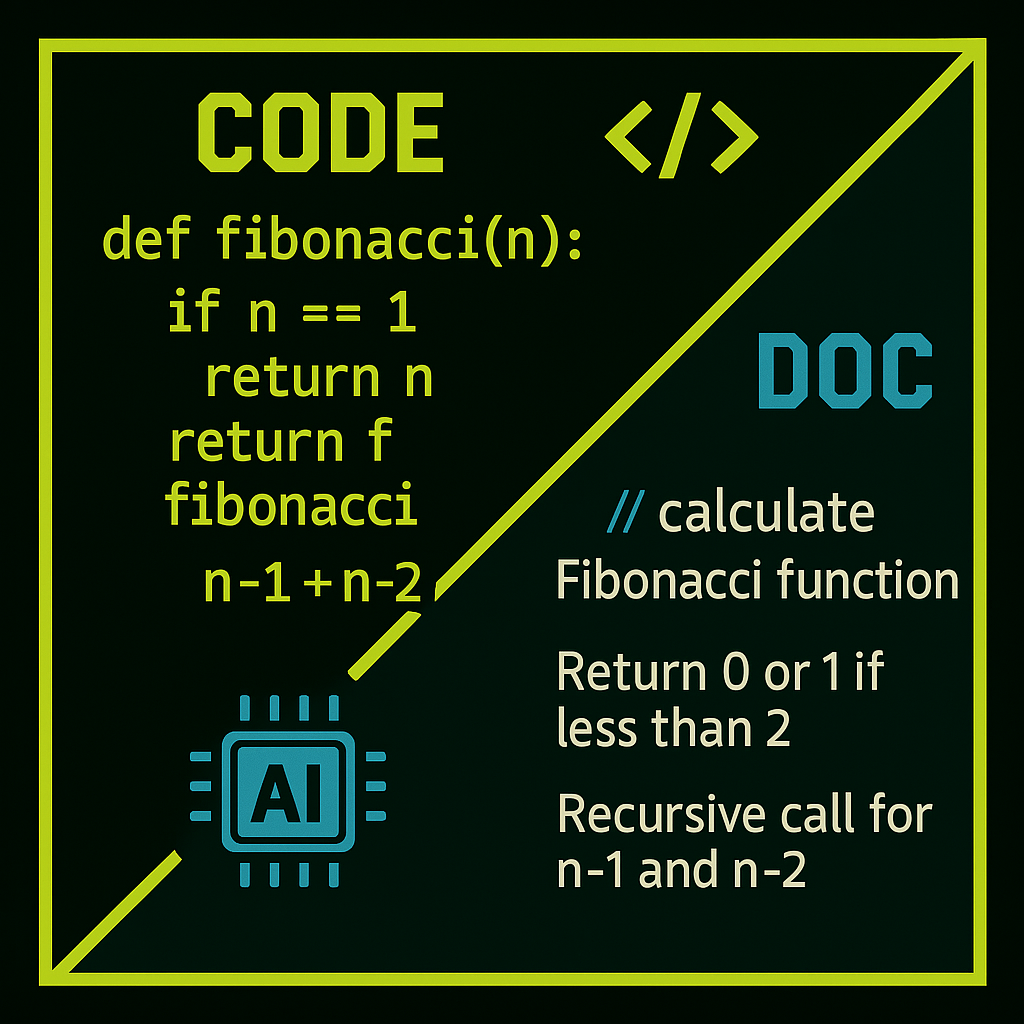 CODE </>
def fibonacci(n):
if n == 1
return n
return f
fibonacci
n-1+n-2
DOC
// calculate
Fibonacci function
Return 0 or 1 if
less than 2
Recursive call for
n-1 and n-2
AI